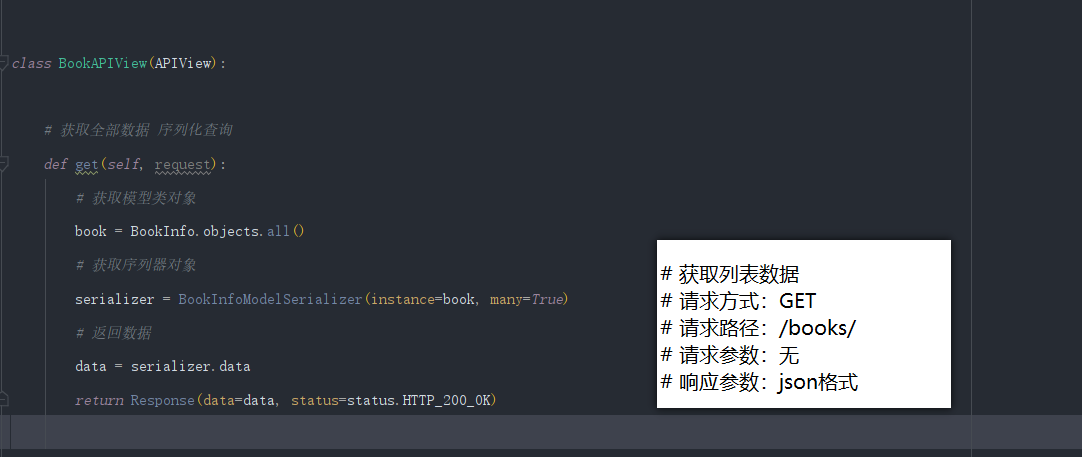 class BookAPIView(APIView):
# 获取全部数据 序列化查询
def get(self, request):
# 获取模型类对象
book = BookInfo.objects.all()
# 获取序列器对象
serializer = BookInfoModelSerializer(instance=book, many=True)
# 返回数据
data = serializer.data
return Response(data=data, status=status.HTTP_200_OK)
# 获取列表数据
# 请求方式：GET
# 请求路径：/books/
# 请求参数：无
# 响应参数：json格式